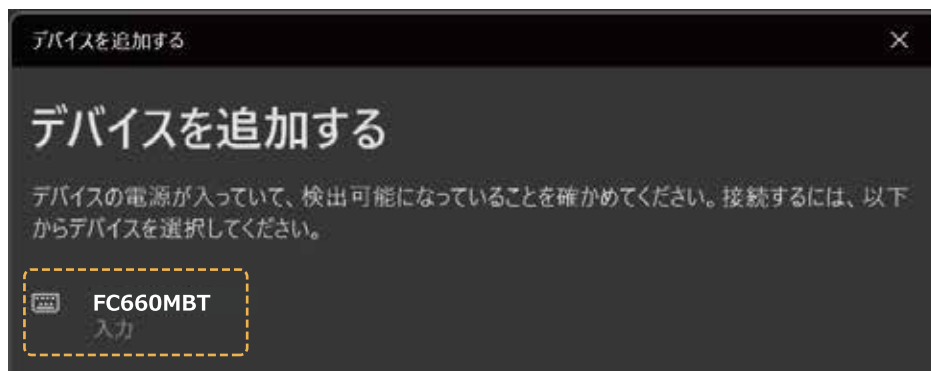 デバイスを追加する
デバイスを追加する
デバイスの電源が入っていて、検出可能になっていることを確かめてください。接続するには、以下
からデバイスを選択してください。
FC660MBT
入力